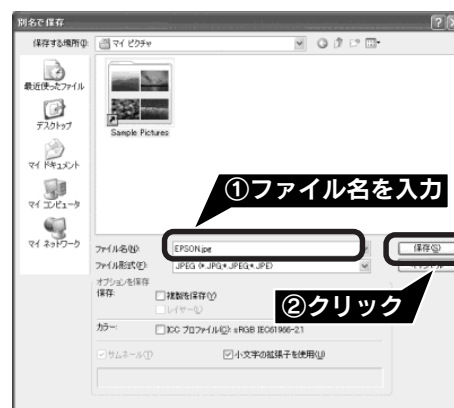 別名で保存
保存する場所(I): マイ ピクチャ
最近使ったファイル
デスクトップ
マイ ドキュメント
マイ コンピュータ
マイ ネットワーク
Sample Pictures
①ファイル名を入力
ファイル名(N): EPSON.jpg
保存(S)
ファイル形式(F): JPEG (*.JPG;*.JPEG;*.JPE)
オプションを保存
保存: 複製を保存(Y)
レイヤー(L)
②クリック
カラー: ICC プロファイル(C): sRGB IEC61966-2.1
サムネール(T) 小文字の拡張子を使用(U)